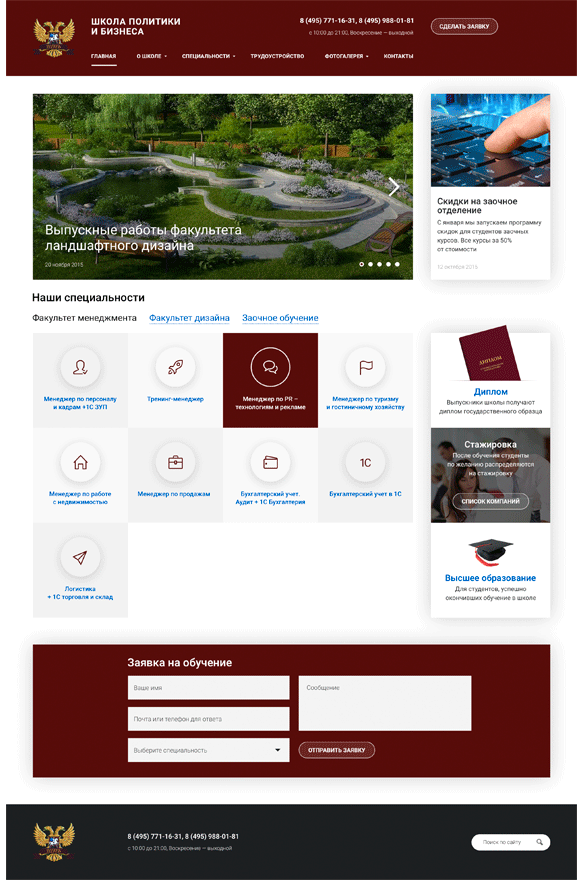 ШКОЛА ПОЛИТИКИ
И БИЗНЕСА
8 (495) 771-16-31, 8 (495) 988-01-81
с 10:00 до 21:00, Воскресение — выходной
СДЕЛАТЬ ЗАЯВКУ
ГЛАВНАЯ
О ШКОЛЕ
СПЕЦИАЛЬНОСТИ
ТРУДОУСТРОЙСТВО
ФОТОГАЛЕРЕЯ
КОНТАКТЫ
Выпускные работы факультета
ландшафтного дизайна
20 ноября 2015
Скидки на заочное
отделение
С января мы запускаем программу
скидок для студентов заочных
курсов. Все курсы за 50%
от стоимости
12 октября 2015
Наши специальности
Факультет менеджмента
Факультет дизайна
Заочное обучение
Менеджер по персоналу
и кадрам +1С ЗУП
Тренинг-менеджер
Менеджер по PR –
технологиям и рекламе
Менеджер по туризму
и гостиничному хозяйству
Менеджер по работе
с недвижимостью
Менеджер по продажам
Бухгалтерский учет.
Аудит + 1С Бухгалтерия
1С
Бухгалтерский учет в 1С
Логистика
+ 1С торговля и склад
ДИПЛОМ
Диплом
Выпускники школы получают
диплом государственного образца
Стажировка
После обучения студенты
по желанию распределяются
на стажировку
СПИСОК КОМПАНИЙ
Высшее образование
Для студентов, успешно
окончивших обучение в школе
Заявка на обучение
Ваше имя
Почта или телефон для ответа
Выберите специальность
Сообщение
ОТПРАВИТЬ ЗАЯВКУ
8 (495) 771-16-31, 8 (495) 988-01-81
с 10:00 до 21:00, Воскресение — выходной
Поиск по сайту